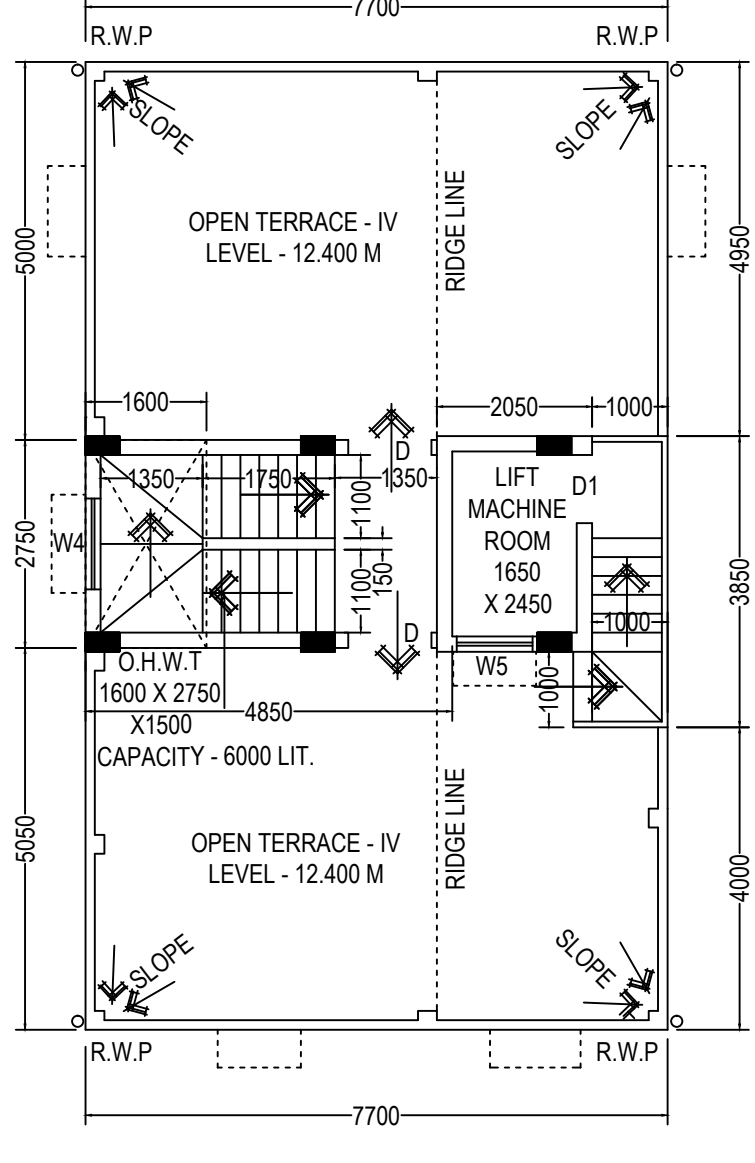 7700
R.W.P
R.W.P
SLOPE
SLOPE
OPEN TERRACE - IV
LEVEL - 12.400 M
RIDGE LINE
5000
4950
1600
2050
1000
D
1350
1750
1350
1100
LIFT
MACHINE
ROOM
1650
X 2450
D1
W4
2750
3850
1100
150
1000
D
W5
1000
O.H.W.T
1600 X 2750
X1500
CAPACITY - 6000 LIT.
4850
OPEN TERRACE - IV
LEVEL - 12.400 M
RIDGE LINE
5050
4000
SLOPE
SLOPE
R.W.P
R.W.P
7700